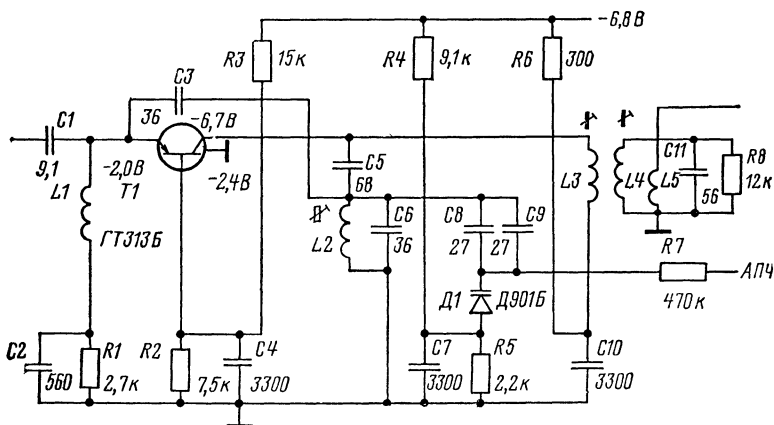 -6,8 В
R3
15к
R4
9,1к
R6
300
C3
36
-6,7В
C1
9,1
-2,0В
T1
-2,4В
C5
68
L1
ГТ313Б
L2
C6
36
C8
27
C9
27
L3
L4
L5
C11
56
R8
12к
R7
470к
АПЧ
Д1
Д901Б
C2
560
R1
2,7к
R2
7,5к
C4
3300
C7
3300
R5
2,2к
C10
3300